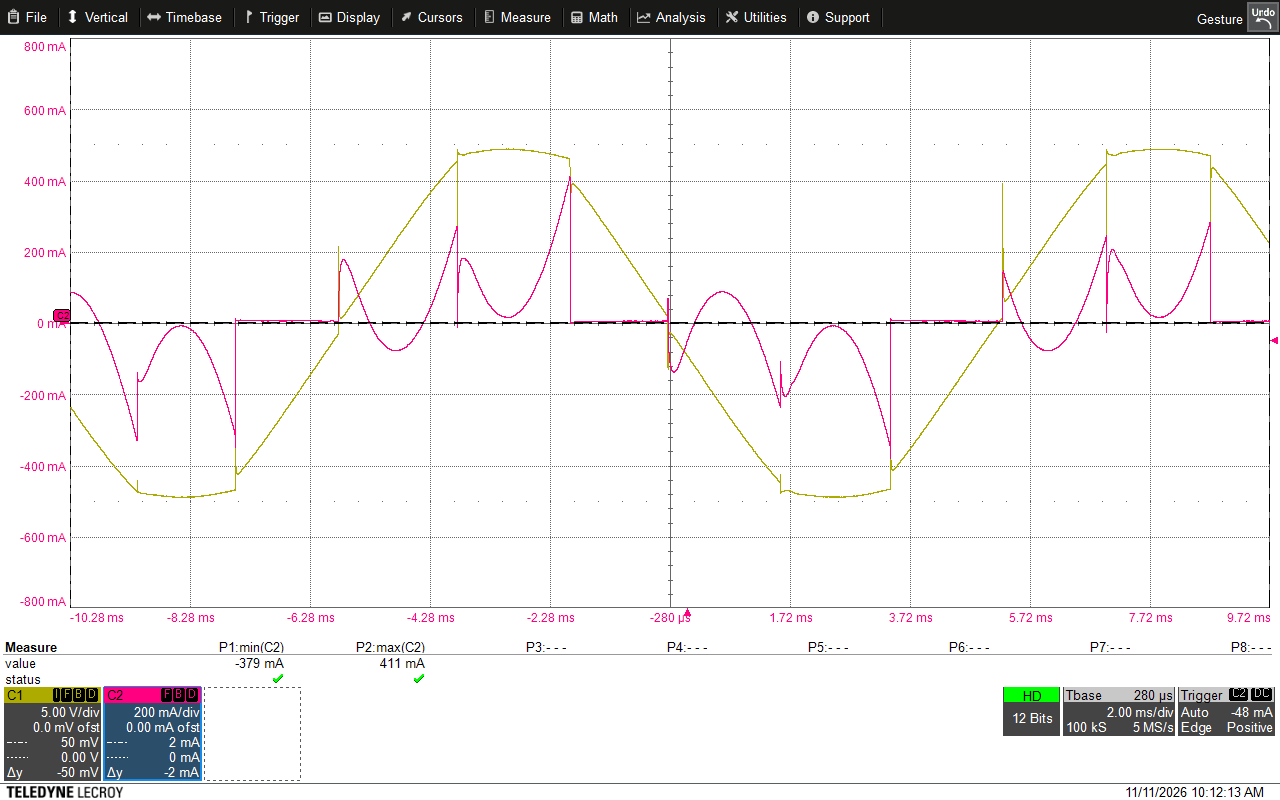 File Vertical Timebase Trigger Display Cursors Measure Math Analysis Utilities Support Gesture Undo
800 mA
600 mA
400 mA
200 mA
C2
0 mA
-200 mA
-400 mA
-600 mA
-800 mA
-10.28 ms -8.28 ms -6.28 ms -4.28 ms -2.28 ms -280 µs 1.72 ms 3.72 ms 5.72 ms 7.72 ms 9.72 ms
Measure P1:min(C2) P2:max(C2) P3:- - - P4:- - - P5:- - - P6:- - - P7:- - - P8:- - -
value -379 mA 411 mA
status
C1 I F B D
5.00 V/div
0.0 mV ofst
50 mV
0.00 V
Δy -50 mV
C2 F B D
200 mA/div
0.00 mA ofst
2 mA
0 mA
Δy -2 mA
HD
12 Bits
Tbase 280 µs
2.00 ms/div
100 kS 5 MS/s
Trigger C2 DC
Auto -48 mA
Edge Positive
TELEDYNE LECROY 11/11/2026 10:12:13 AM